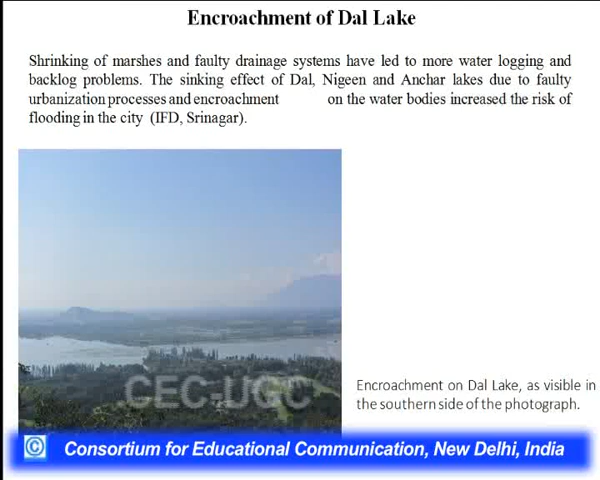 Encroachment of Dal Lake
Shrinking of marshes and faulty drainage systems have led to more water logging and
backlog problems. The sinking effect of Dal, Nigeen and Anchar lakes due to faulty
urbanization processes and encroachment on the water bodies increased the risk of
flooding in the city (IFD, Srinagar).
CEC-UGC
Encroachment on Dal Lake, as visible in
the southern side of the photograph.
© Consortium for Educational Communication, New Delhi, India